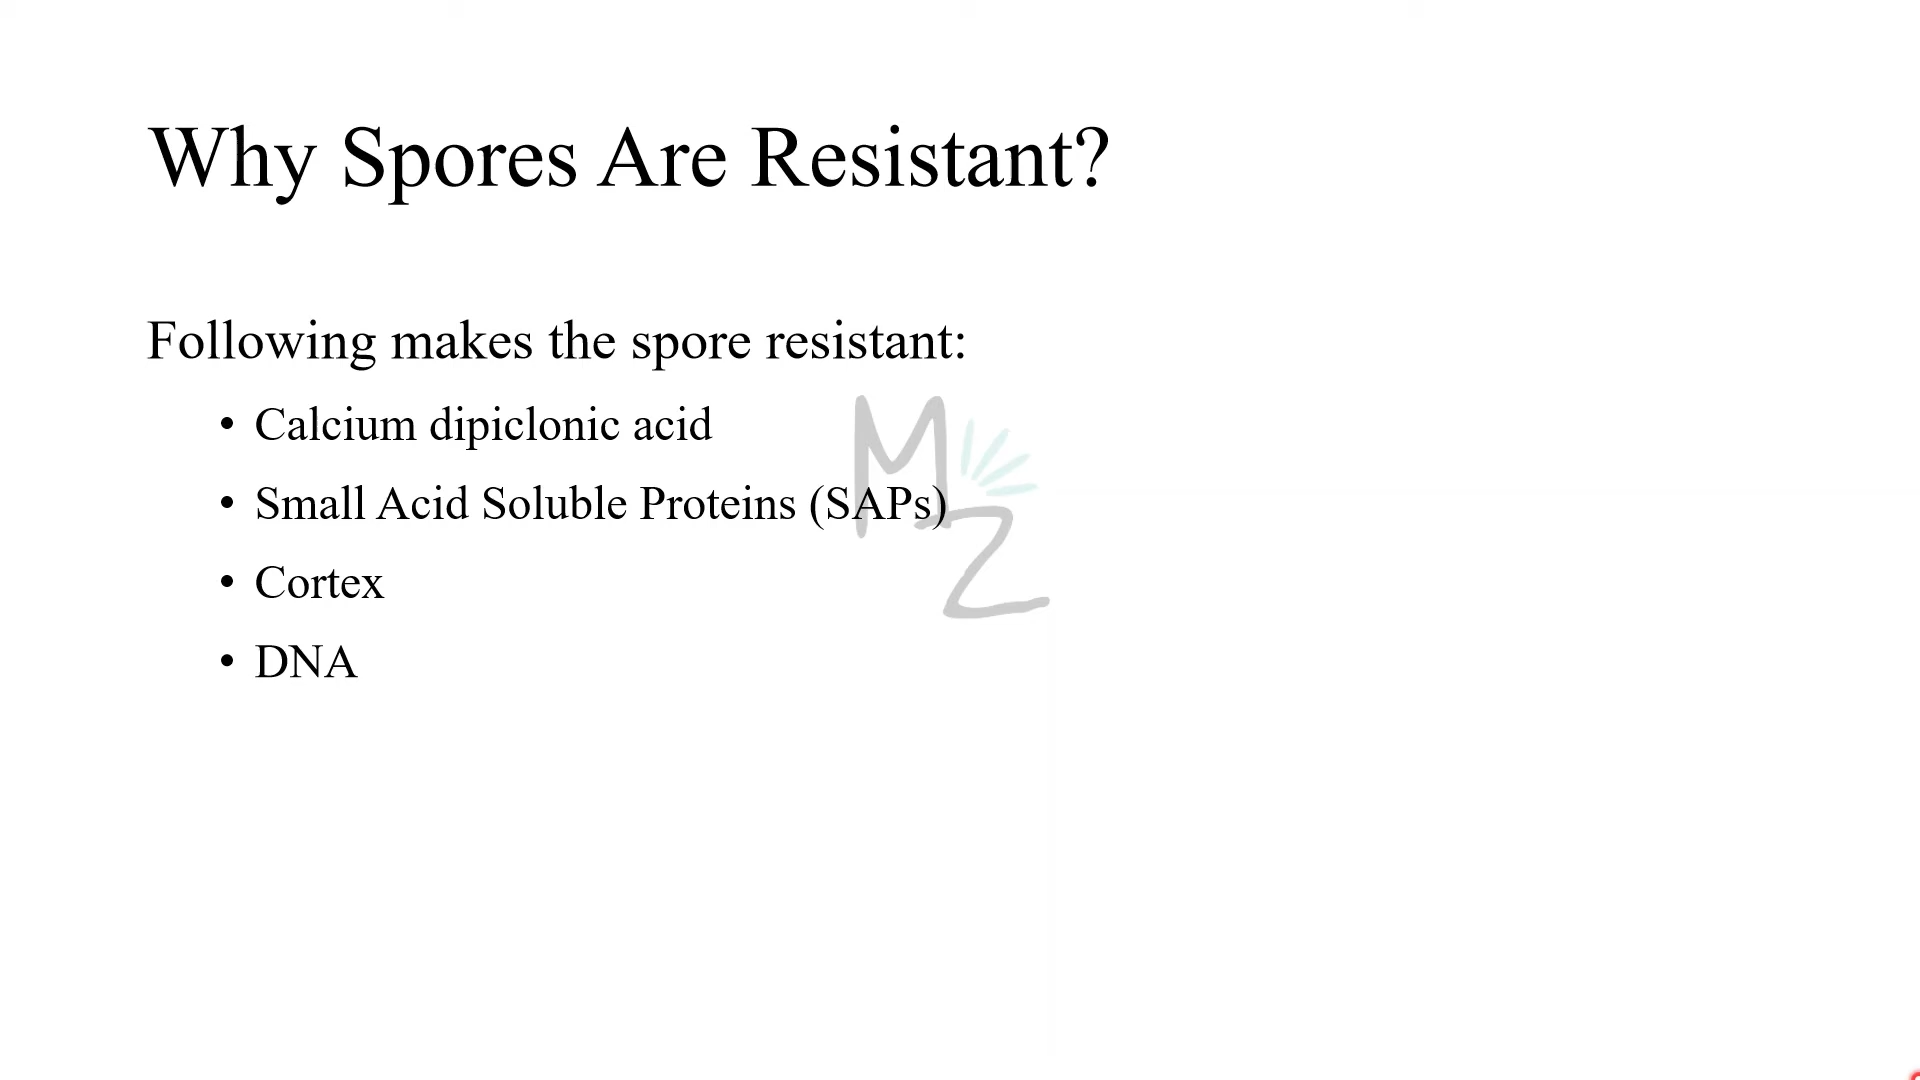 Why Spores Are Resistant?
Following makes the spore resistant:
• Calcium dipiclonic acid
• Small Acid Soluble Proteins (SAPs)
• Cortex
• DNA
MZ